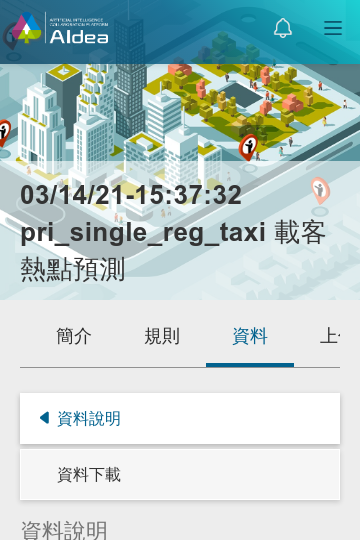 ARTIFICIAL INTELLIGENCE
COLLABORATION PLATFORM
AIdea
03/14/21-15:37:32
pri_single_reg_taxi 載客
熱點預測
簡介 規則 資料 上
資料說明
資料下載
資料說明